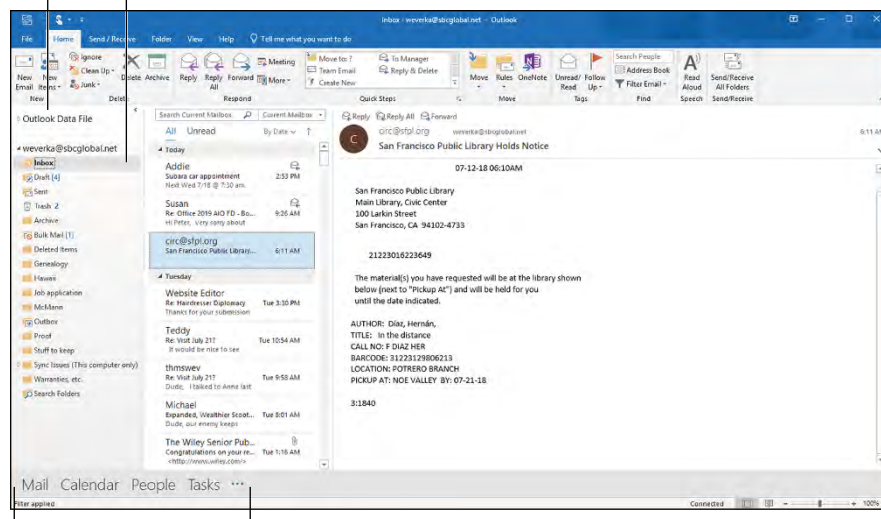 Inbox - weverka@sbcglobal.net - Outlook
File Home Send / Receive Folder View Help Tell me what you want to do
Ignore
Clean Up
Junk
New Email
New Items
Delete
Archive
Reply
Reply All
Forward
Meeting
More
Move to: ?
Team Email
Create New
To Manager
Reply & Delete
Move
Rules
OneNote
Unread/ Read
Follow Up
Search People
Address Book
Filter Email
Read Aloud
Send/Receive All Folders
New Delete Respond Quick Steps Move Tags Find Speech Send/Receive
Outlook Data File
weverka@sbcglobal.net
Inbox
Draft [4]
Sent
Trash 2
Archive
Bulk Mail [1]
Deleted Items
Genealogy
Hawaii
Job application
McMann
Outbox
Proof
Stuff to keep
Sync Issues (This computer only)
Warranties, etc.
Search Folders
Search Current Mailbox Current Mailbox
All Unread By Date
Today
Addie
Subara car appointment 2:53 PM
Next Wed 7/18 @ 7:30 am.
Susan
Re: Office 2019 AIO FD - Bo... 9:26 AM
Hi Peter, Very sorry about
circ@sfpl.org
San Francisco Public Library... 6:11 AM
Tuesday
Website Editor
Re: Hairdresser Diplomacy Tue 3:30 PM
Thanks for your submission
Teddy
Re: Visit July 21? Tue 10:54 AM
It would be nice to see
thmswev
Re: Visit July 21? Tue 9:58 AM
Dude, I talked to Anne last
Michael
Expanded, Wealthier Scoot... Tue 8:01 AM
Dude, our enemy keeps
The Wiley Senior Pub...
Congratulations on your re... Tue 1:16 AM
<http://www.wiley.com/>
Reply Reply All Forward
C
circ@sfpl.org weverka@sbcglobal.net 6:11 AM
San Francisco Public Library Holds Notice
07-12-18 06:10AM
San Francisco Public Library
Main Library, Civic Center
100 Larkin Street
San Francisco, CA 94102-4733
21223016223649
The material(s) you have requested will be at the library shown
below (next to "Pickup At") and will be held for you
until the date indicated.
AUTHOR: Díaz, Hernán,
TITLE: In the distance
CALL NO: F DIAZ HER
BARCODE: 31223129806213
LOCATION: POTRERO BRANCH
PICKUP AT: NOE VALLEY BY: 07-21-18
3:1840
Mail Calendar People Tasks ...
Filter applied Connected 100%